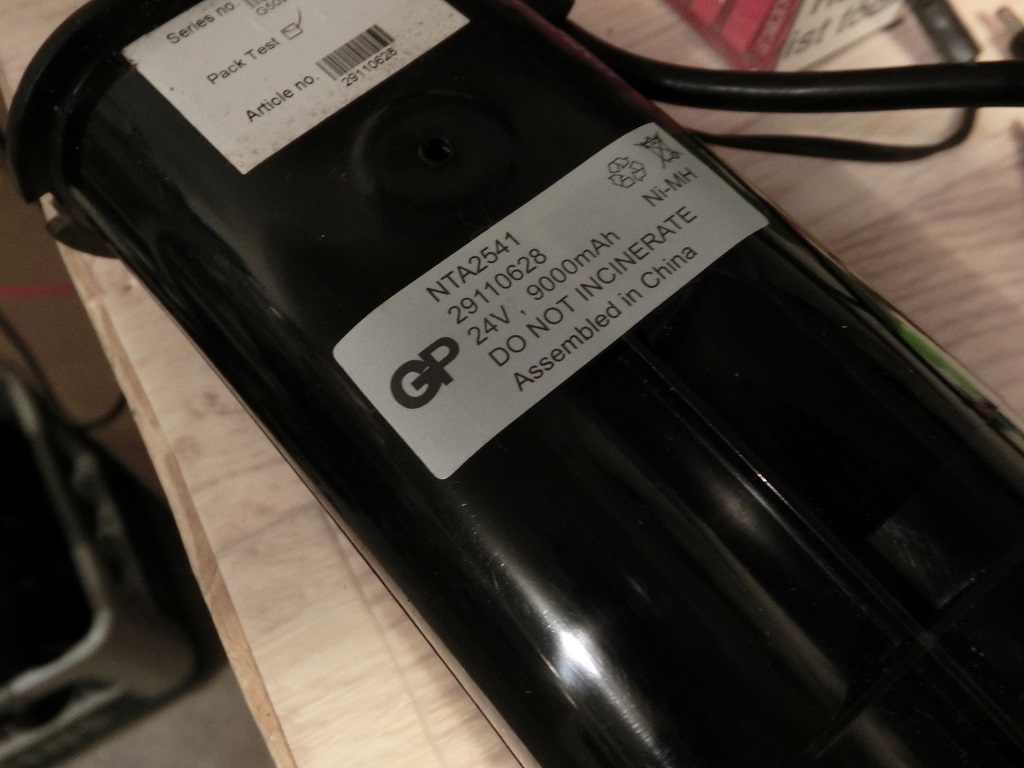 Series no.
Pack Test
Article no.
29110628
NTA2541
29110628
24V , 9000mAh
DO NOT INCINERATE
Assembled in China
Ni-MH
GP
ist